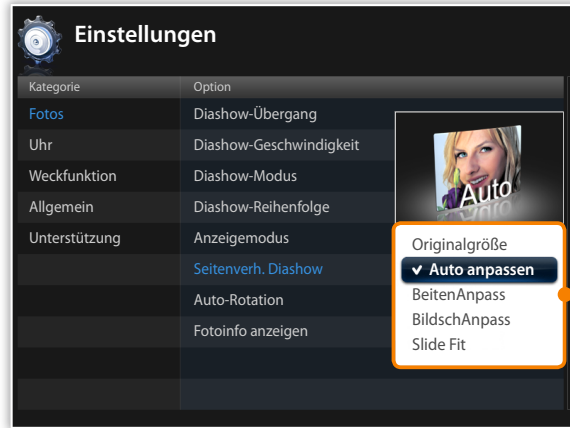 Einstellungen
Kategorie
Option
Fotos
Diashow-Übergang
Uhr
Diashow-Geschwindigkeit
Weckfunktion
Diashow-Modus
Allgemein
Diashow-Reihenfolge
Unterstützung
Anzeigemodus
Seitenverh. Diashow
Auto-Rotation
Fotoinfo anzeigen
Auto
Originalgröße
Auto anpassen
BeitenAnpass
BildschAnpass
Slide Fit